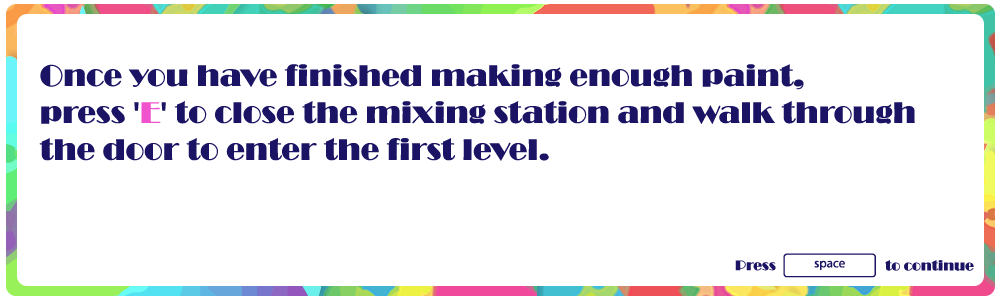 Once you have finished making enough paint,
press 'E' to close the mixing station and walk through
the door to enter the first level.
Press space to continue